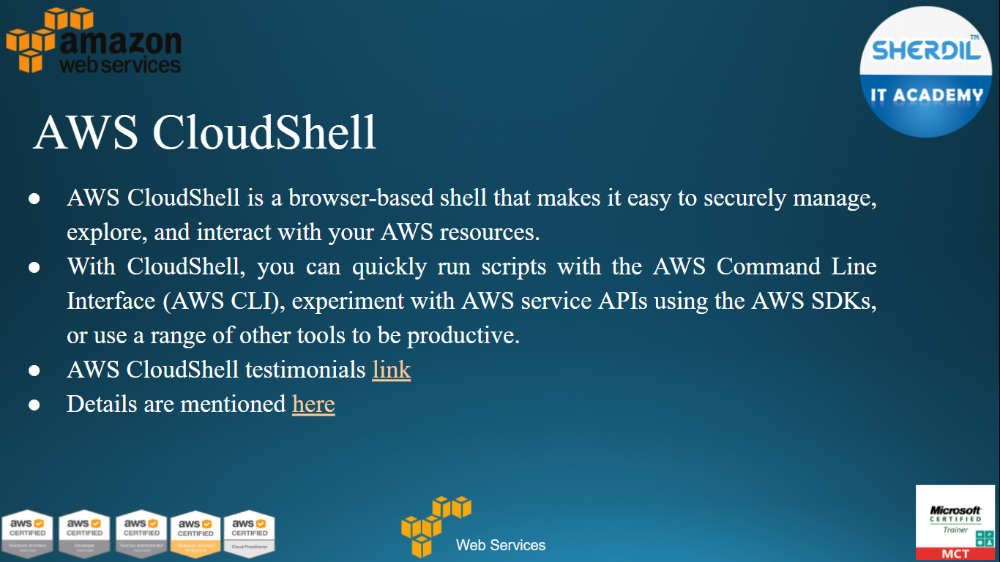 amazon
web services
SHERDIL™
IT ACADEMY
AWS CloudShell
● AWS CloudShell is a browser-based shell that makes it easy to securely manage,
explore, and interact with your AWS resources.
● With CloudShell, you can quickly run scripts with the AWS Command Line
Interface (AWS CLI), experiment with AWS service APIs using the AWS SDKs,
or use a range of other tools to be productive.
● AWS CloudShell testimonials link
● Details are mentioned here
aws
CERTIFIED
Solutions Architect
Associate
aws
CERTIFIED
Developer
Associate
aws
CERTIFIED
SysOps Administrator
Associate
aws
CERTIFIED
Solutions Architect
Professional
aws
CERTIFIED
Cloud Practitioner
Web Services
Microsoft
CERTIFIED
Trainer
MCT